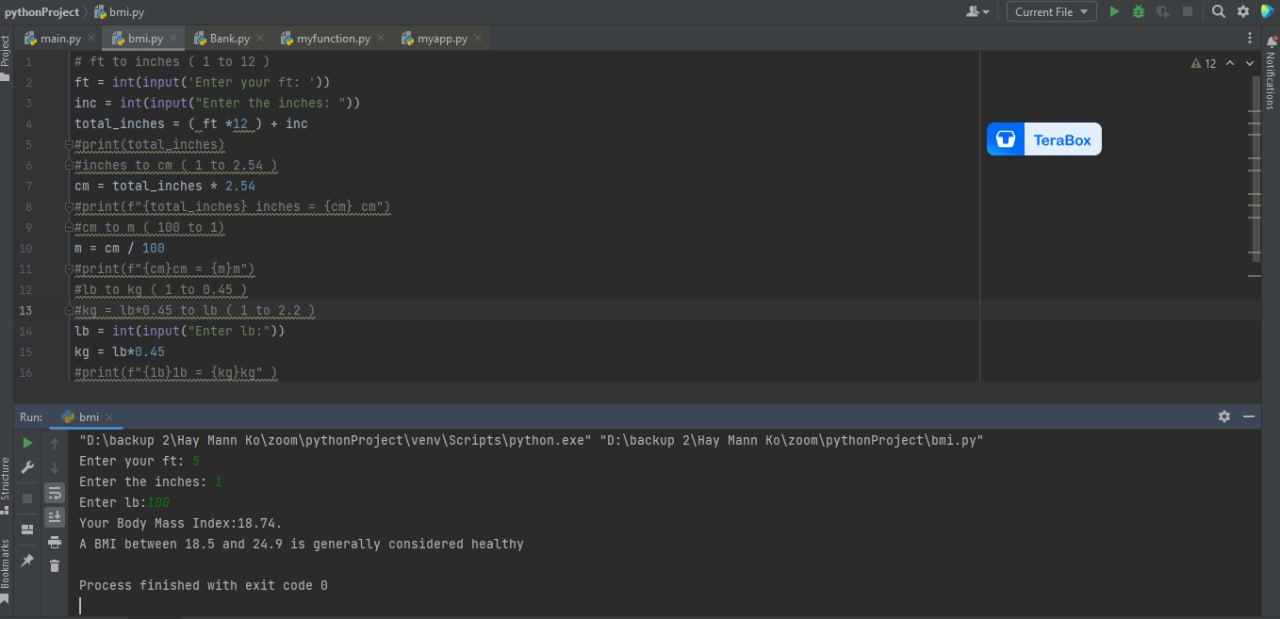 pythonProject bmi.py
Current File
Project
main.py bmi.py Bank.py myfunction.py myapp.py
Notifications
12
1 # ft to inches ( 1 to 12 )
2 ft = int(input('Enter your ft: '))
3 inc = int(input("Enter the inches: "))
4 total_inches = ( ft *12 ) + inc
5 #print(total_inches)
6 #inches to cm ( 1 to 2.54 )
7 cm = total_inches * 2.54
8 #print(f"{total_inches} inches = {cm} cm")
9 #cm to m ( 100 to 1)
10 m = cm / 100
11 #print(f"{cm}cm = {m}m")
12 #lb to kg ( 1 to 0.45 )
13 #kg = lb*0.45 to lb ( 1 to 2.2 )
14 lb = int(input("Enter lb:"))
15 kg = lb*0.45
16 #print(f"{1b}1b = {kg}kg" )
TeraBox
Run: bmi
"D:\backup 2\Hay Mann Ko\zoom\pythonProject\venv\Scripts\python.exe" "D:\backup 2\Hay Mann Ko\zoom\pythonProject\bmi.py"
Enter your ft: 5
Enter the inches: 1
Enter lb:100
Your Body Mass Index:18.74.
A BMI between 18.5 and 24.9 is generally considered healthy
Process finished with exit code 0
Structure
Bookmarks